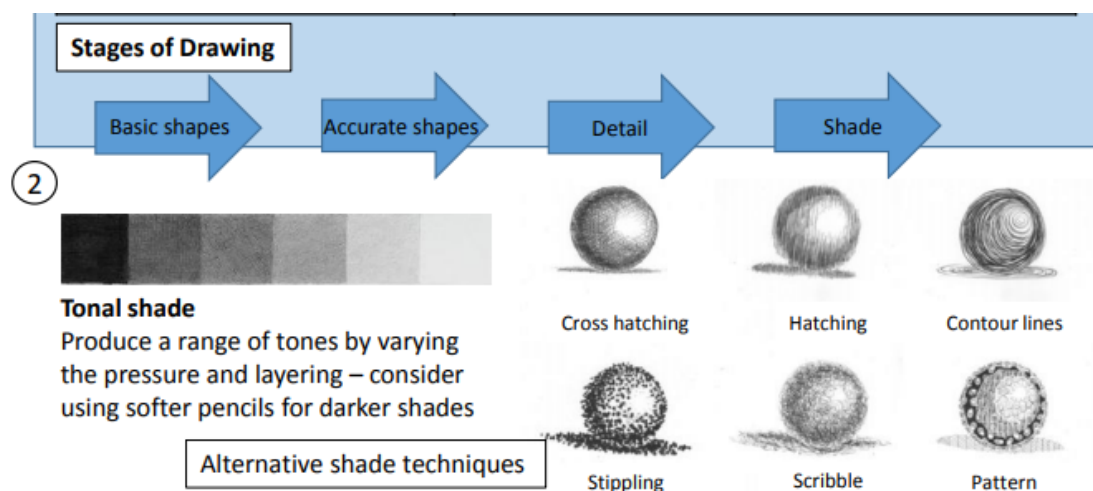 Stages of Drawing
Basic shapes
Accurate shapes
Detail
Shade
2
Tonal shade
Produce a range of tones by varying
the pressure and layering – consider
using softer pencils for darker shades
Alternative shade techniques
Cross hatching
Hatching
Contour lines
Stippling
Scribble
Pattern